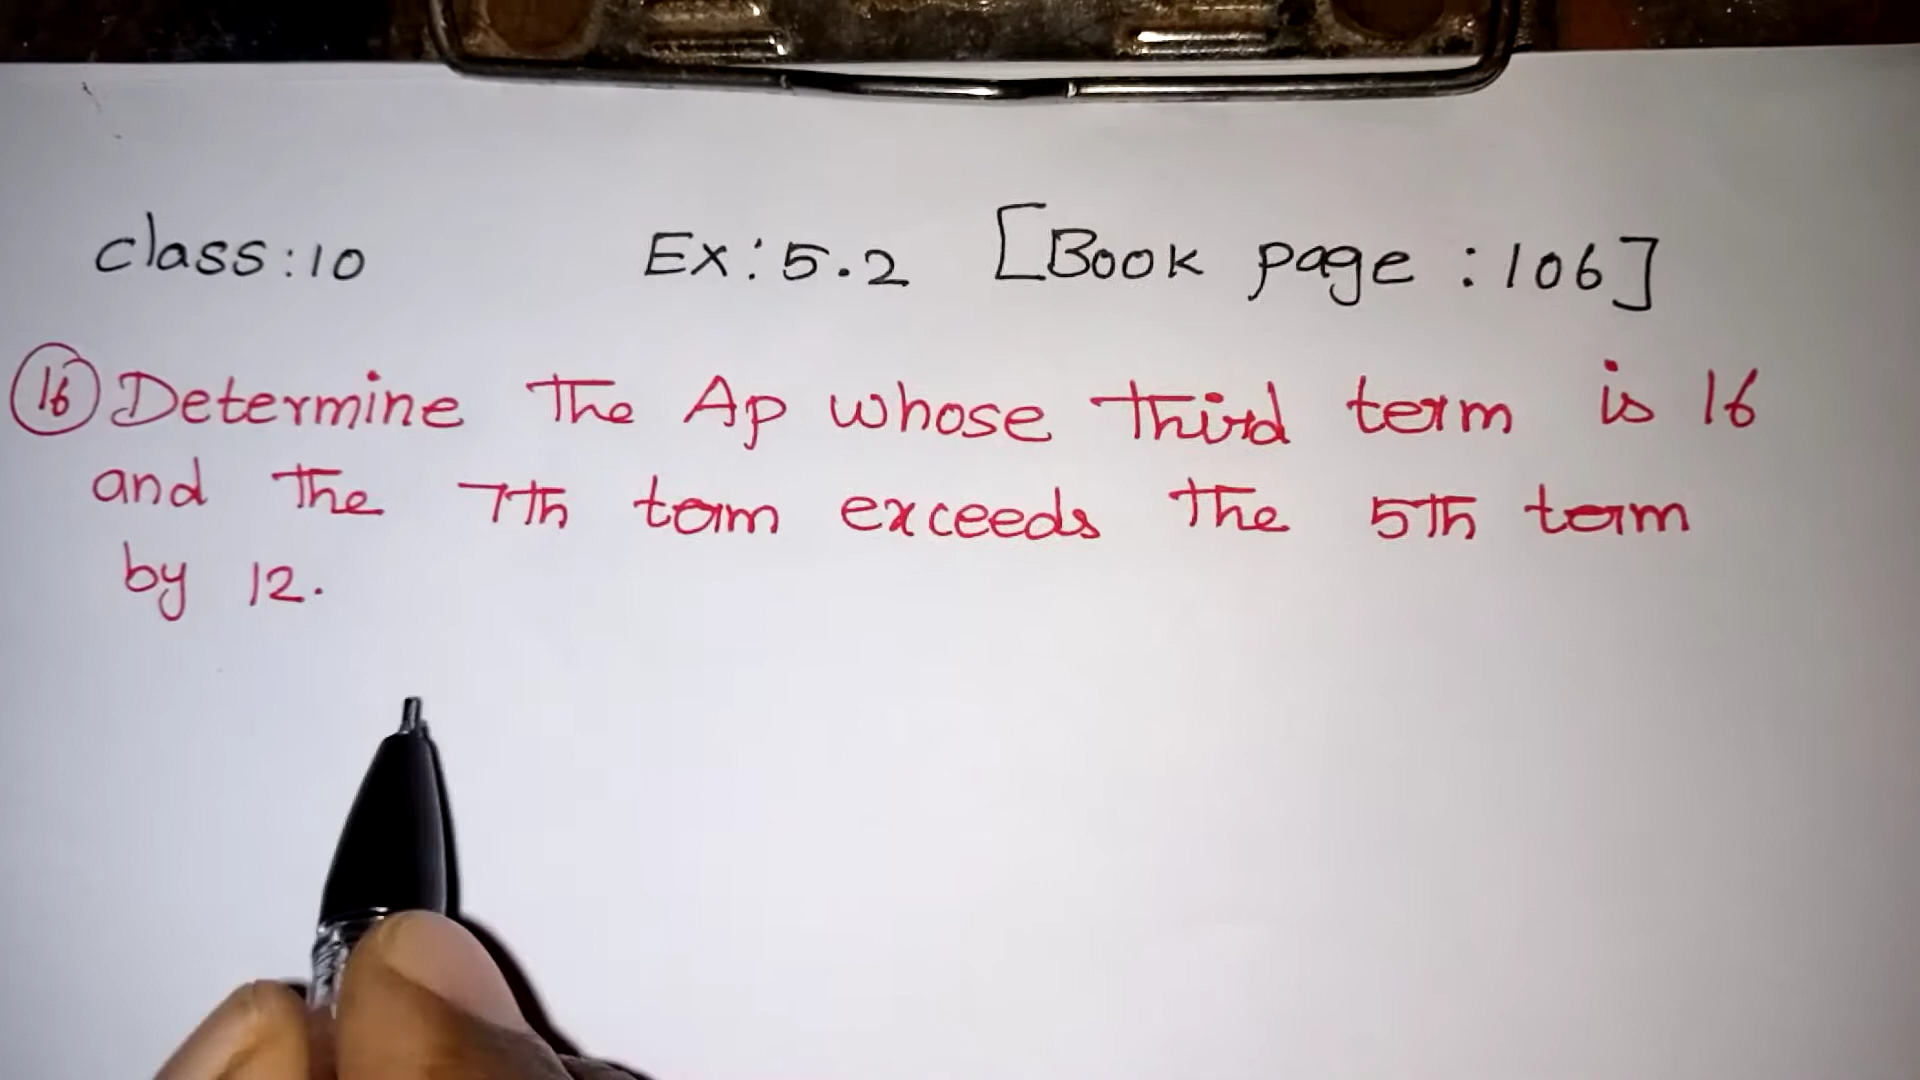 class:10 Ex:5.2 [Book page:106]
16 Determine the Ap whose third term is 16
and the 7th term exceeds the 5th term
by 12.